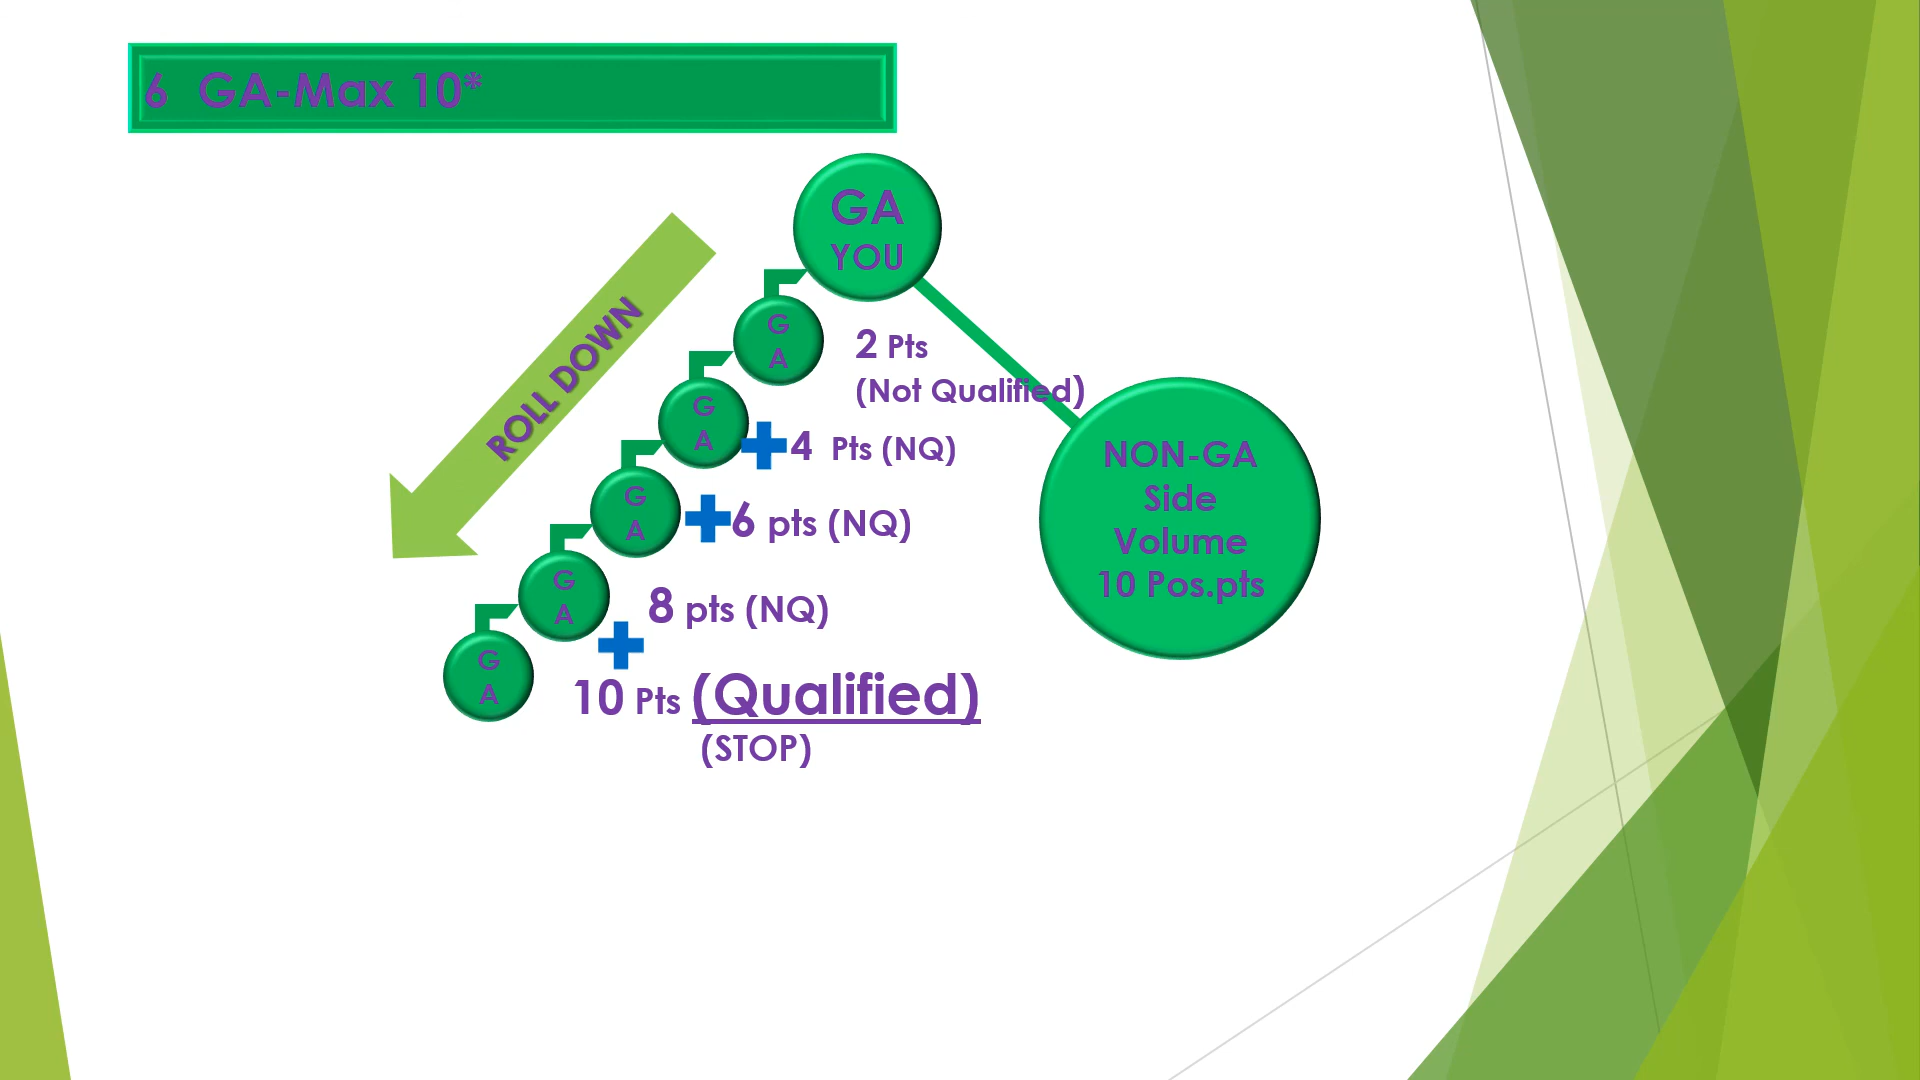 6 GA-Max 10*
GA
YOU
ROLL DOWN
G
A
2 Pts
(Not Qualified)
G
A
4 Pts (NQ)
G
A
6 pts (NQ)
G
A
8 pts (NQ)
G
A
10 Pts (Qualified)
(STOP)
NON-GA
Side
Volume
10 Pos.pts